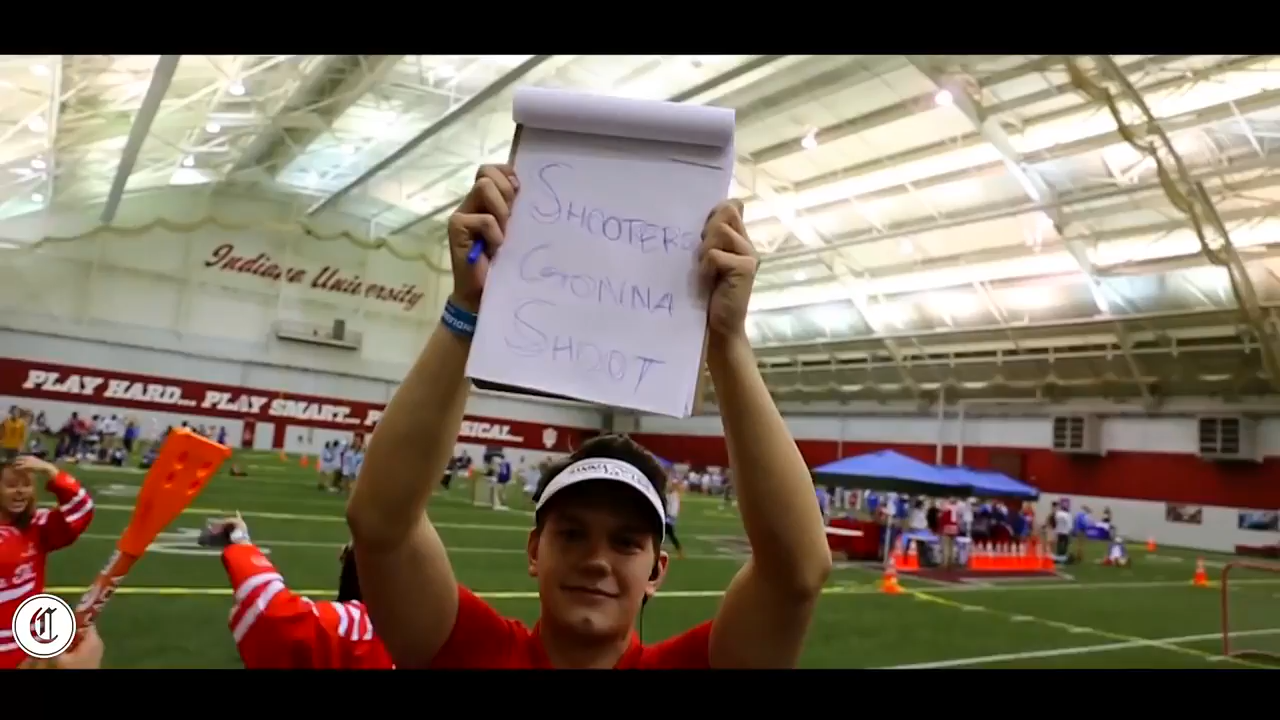 Indiana University
SHOOTERS
GONNA
SHOOT
PLAY HARD... PLAY SMART...
C